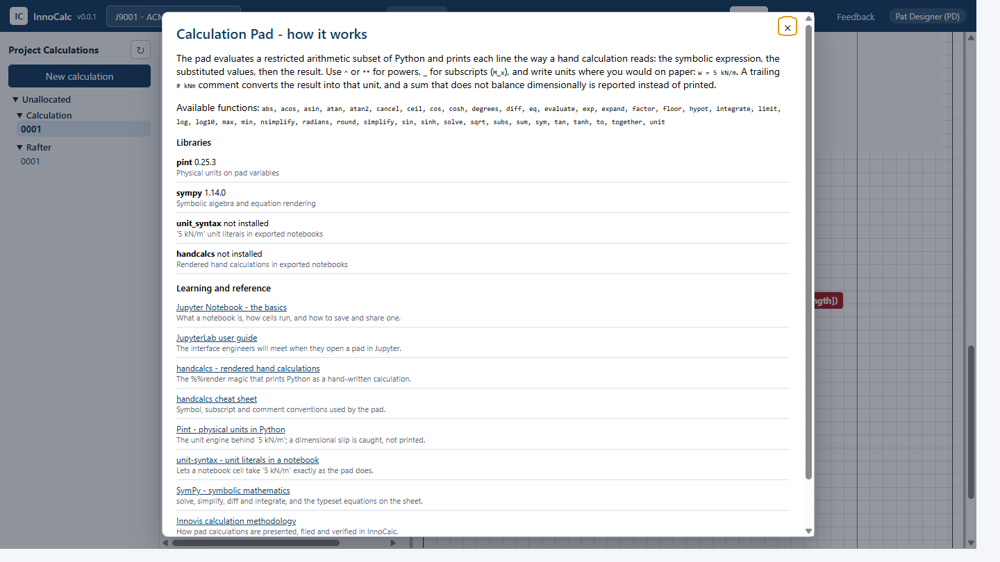 IC InnoCalc v0.0.1 J9001 - ACM Feedback Pat Designer (PD)
Project Calculations ↻
New calculation
▼ Unallocated
▼ Calculation
0001
▼ Rafter
0001
Calculation Pad - how it works ×
The pad evaluates a restricted arithmetic subset of Python and prints each line the way a hand calculation reads: the symbolic expression, the
substituted values, then the result. Use ^ or ** for powers, _ for subscripts (M_x), and write units where you would on paper: w = 5 kN/m. A trailing
# kNm comment converts the result into that unit, and a sum that does not balance dimensionally is reported instead of printed.
Available functions: abs, acos, asin, atan, atan2, cancel, ceil, cos, cosh, degrees, diff, eq, evaluate, exp, expand, factor, floor, hypot, integrate, limit,
log, log10, max, min, nsimplify, radians, round, simplify, sin, sinh, solve, sqrt, subs, sum, sym, tan, tanh, to, together, unit
Libraries
pint 0.25.3
Physical units on pad variables
sympy 1.14.0
Symbolic algebra and equation rendering
unit_syntax not installed
'5 kN/m' unit literals in exported notebooks
handcalcs not installed
Rendered hand calculations in exported notebooks
Learning and reference
Jupyter Notebook - the basics
What a notebook is, how cells run, and how to save and share one.
JupyterLab user guide
The interface engineers will meet when they open a pad in Jupyter.
handcalcs - rendered hand calculations
The %%render magic that prints Python as a hand-written calculation.
handcalcs cheat sheet
Symbol, subscript and comment conventions used by the pad.
Pint - physical units in Python
The unit engine behind '5 kN/m'; a dimensional slip is caught, not printed.
unit-syntax - unit literals in a notebook
Lets a notebook cell take '5 kN/m' exactly as the pad does.
SymPy - symbolic mathematics
solve, simplify, diff and integrate, and the typeset equations on the sheet.
Innovis calculation methodology
How pad calculations are presented, filed and verified in InnoCalc.
ngth])